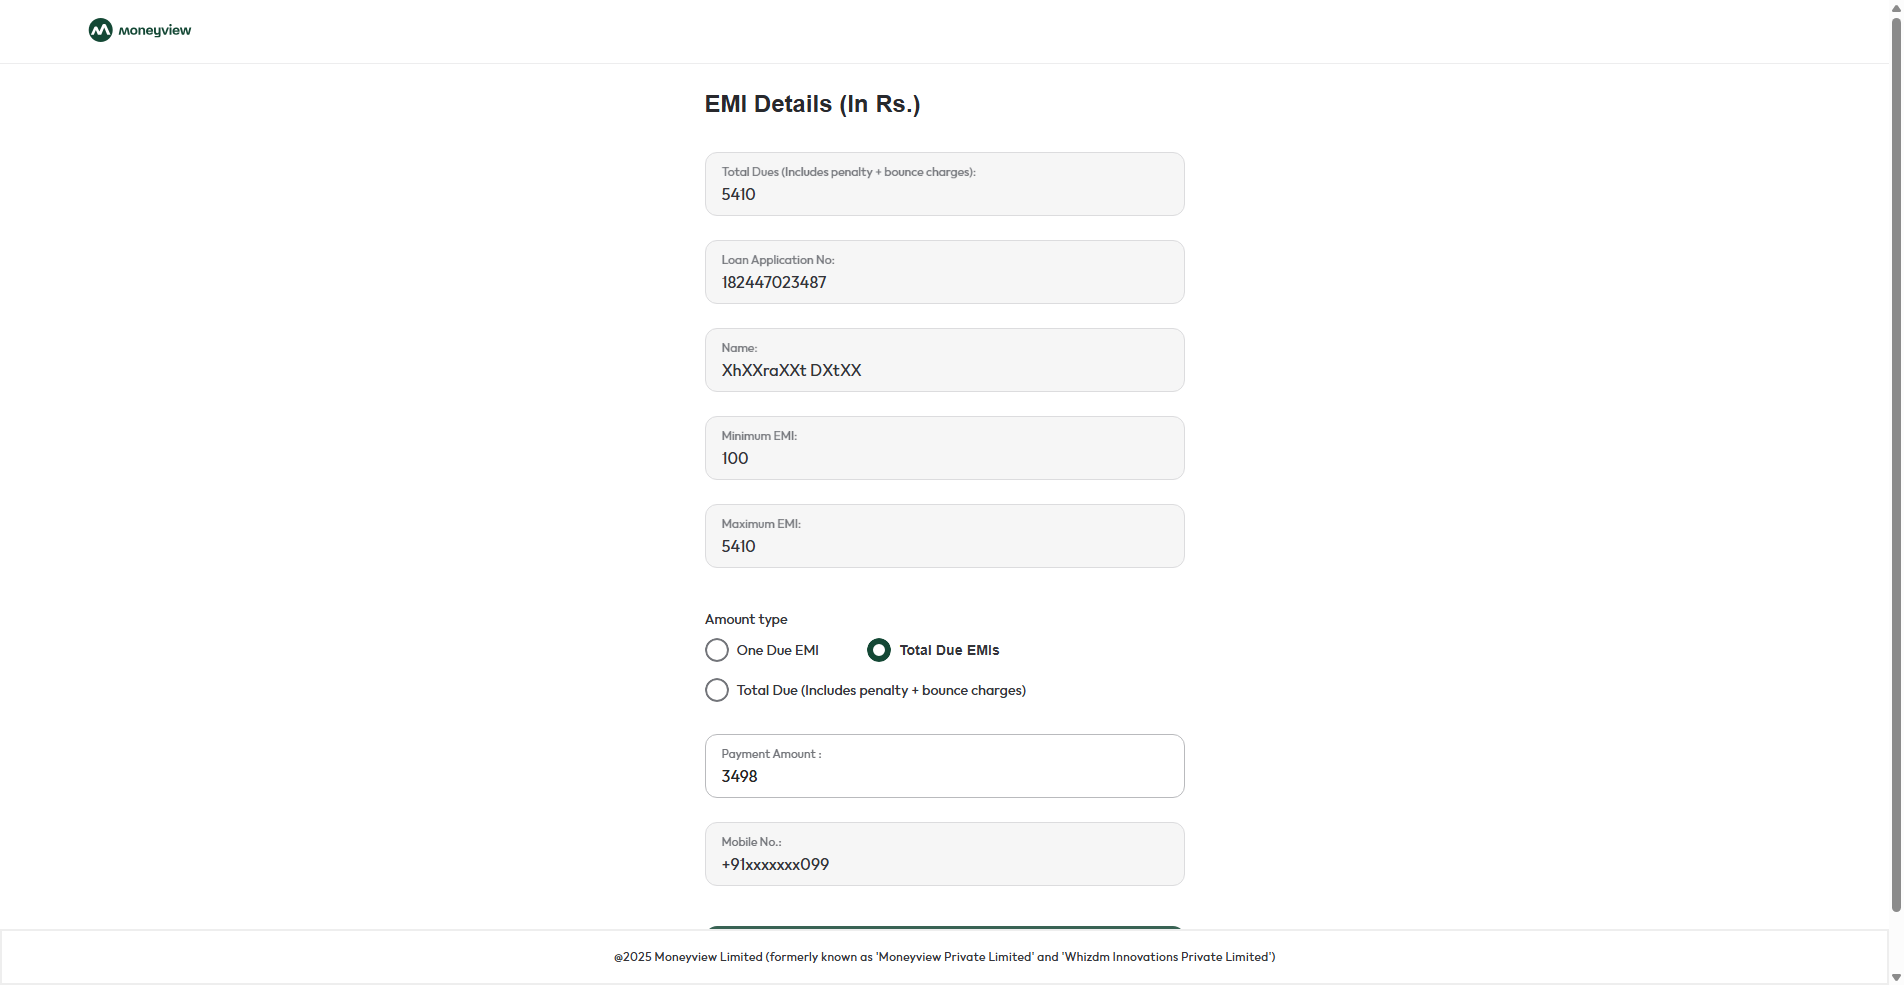 moneyview
EMI Details (In Rs.)
Total Dues (Includes penalty + bounce charges):
5410
Loan Application No:
182447023487
Name:
XhXXraXXt DXtXX
Minimum EMI:
100
Maximum EMI:
5410
Amount type
One Due EMI
Total Due EMIs
Total Due (Includes penalty + bounce charges)
Payment Amount :
3498
Mobile No.:
+91xxxxxxx099
@2025 Moneyview Limited (formerly known as 'Moneyview Private Limited' and 'Whizdm Innovations Private Limited')